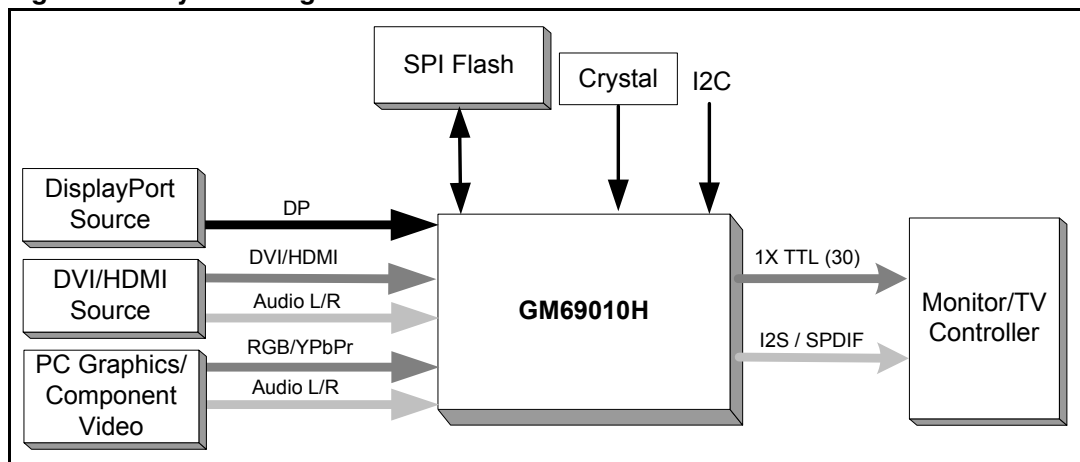 SPI Flash
Crystal
I2C
DisplayPort
Source
DP
DVI/HDMI
Source
DVI/HDMI
Audio L/R
PC Graphics/
Component
Video
RGB/YPbPr
Audio L/R
GM69010H
1X TTL (30)
I2S / SPDIF
Monitor/TV
Controller